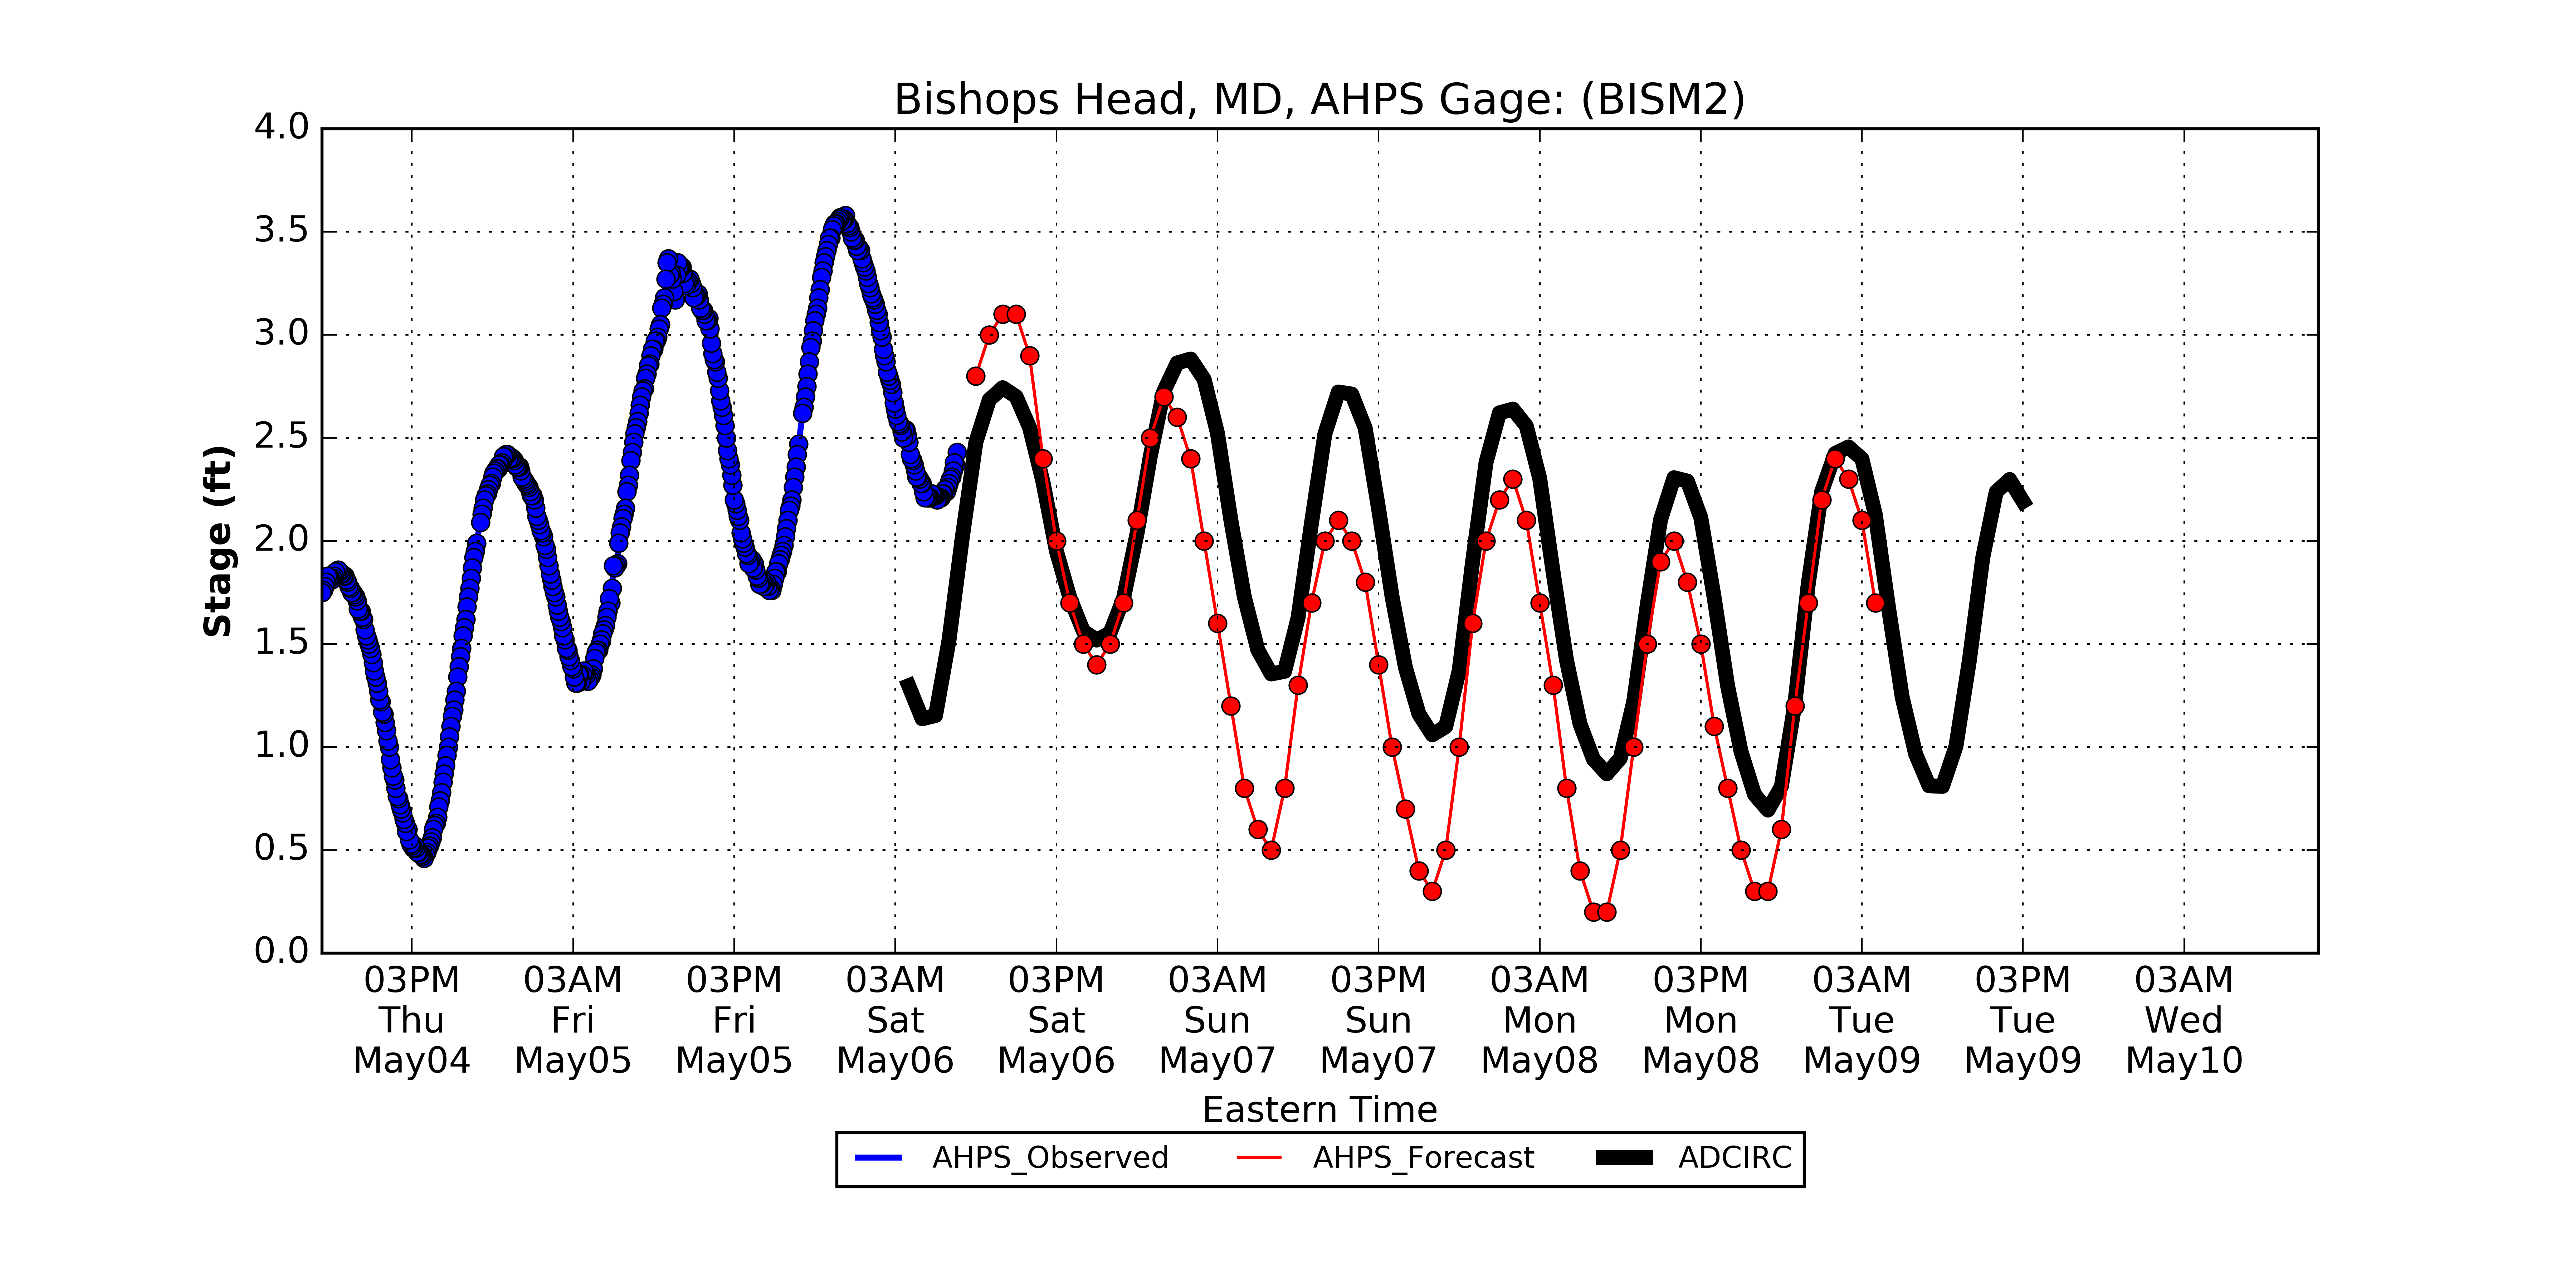 Bishops Head, MD, AHPS Gage: (BISM2)
Stage (ft)
4.0
3.5
3.0
2.5
2.0
1.5
1.0
0.5
0.0
03PM 03AM 03PM 03AM 03PM 03AM 03PM 03AM 03PM 03AM 03PM 03AM
Thu Fri Fri Sat Sat Sun Sun Mon Mon Tue Tue Wed
May04 May05 May05 May06 May06 May07 May07 May08 May08 May09 May09 May10
Eastern Time
AHPS_Observed AHPS_Forecast ADCIRC